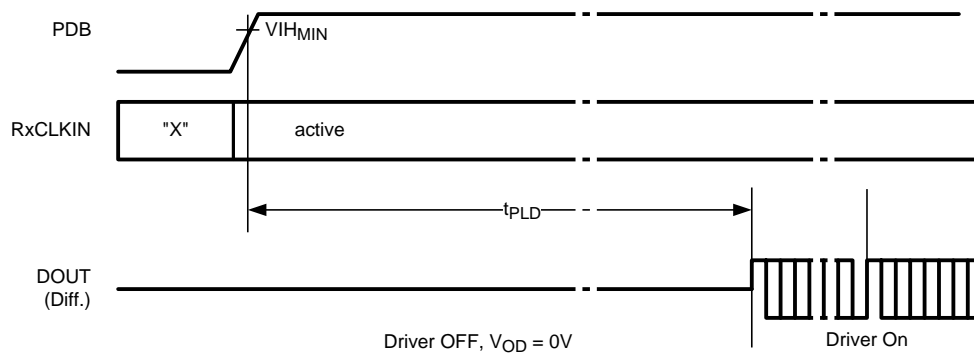 PDB
VIHMIN
RxCLKIN
"X"
active
tPLD
DOUT
(Diff.)
Driver OFF, VOD = 0V
Driver On